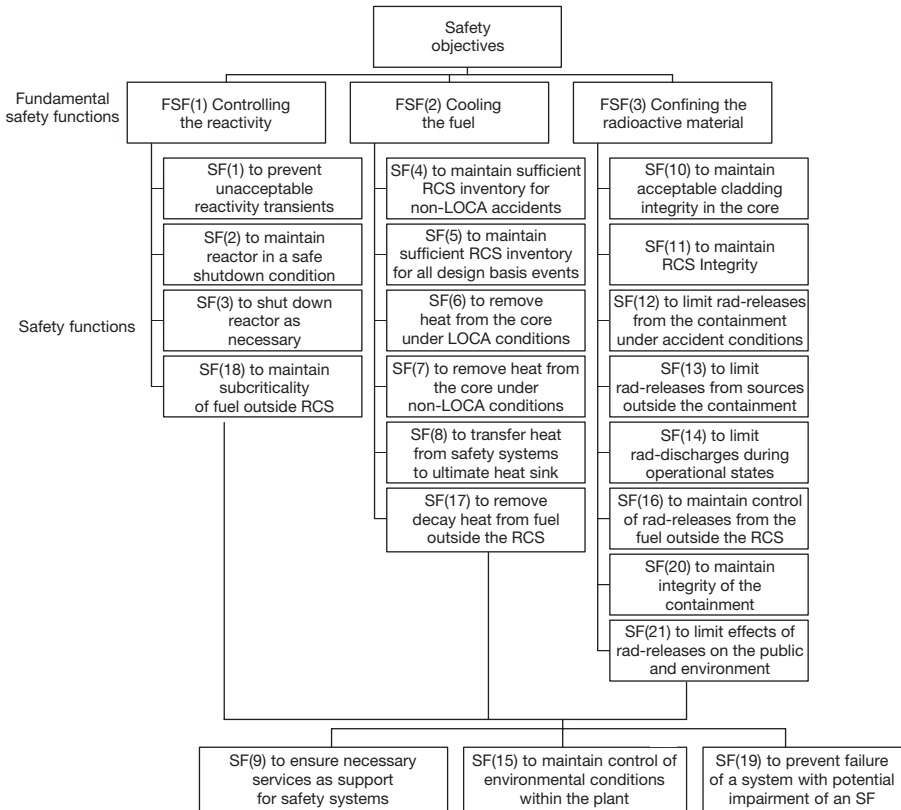 Safety
objectives
Fundamental
safety functions
FSF(1) Controlling
the reactivity
FSF(2) Cooling
the fuel
FSF(3) Confining the
radioactive material
Safety functions
SF(1) to prevent
unacceptable
reactivity transients
SF(2) to maintain
reactor in a safe
shutdown condition
SF(3) to shut down
reactor as
necessary
SF(18) to maintain
subcriticality
of fuel outside RCS
SF(4) to maintain sufficient
RCS inventory for
non-LOCA accidents
SF(5) to maintain
sufficient RCS inventory
for all design basis events
SF(6) to remove
heat from the core
under LOCA conditions
SF(7) to remove heat from
the core under
non-LOCA conditions
SF(8) to transfer heat
from safety systems
to ultimate heat sink
SF(17) to remove
decay heat from fuel
outside the RCS
SF(10) to maintain
acceptable cladding
integrity in the core
SF(11) to maintain
RCS Integrity
SF(12) to limit rad-releases
from the containment
under accident conditions
SF(13) to limit
rad-releases from sources
outside the containment
SF(14) to limit
rad-discharges during
operational states
SF(16) to maintain control
of rad-releases from the
fuel outside the RCS
SF(20) to maintain
integrity of the
containment
SF(21) to limit effects of
rad-releases on the public
and environment
SF(9) to ensure necessary
services as support
for safety systems
SF(15) to maintain control of
environmental conditions
within the plant
SF(19) to prevent failure
of a system with potential
impairment of an SF